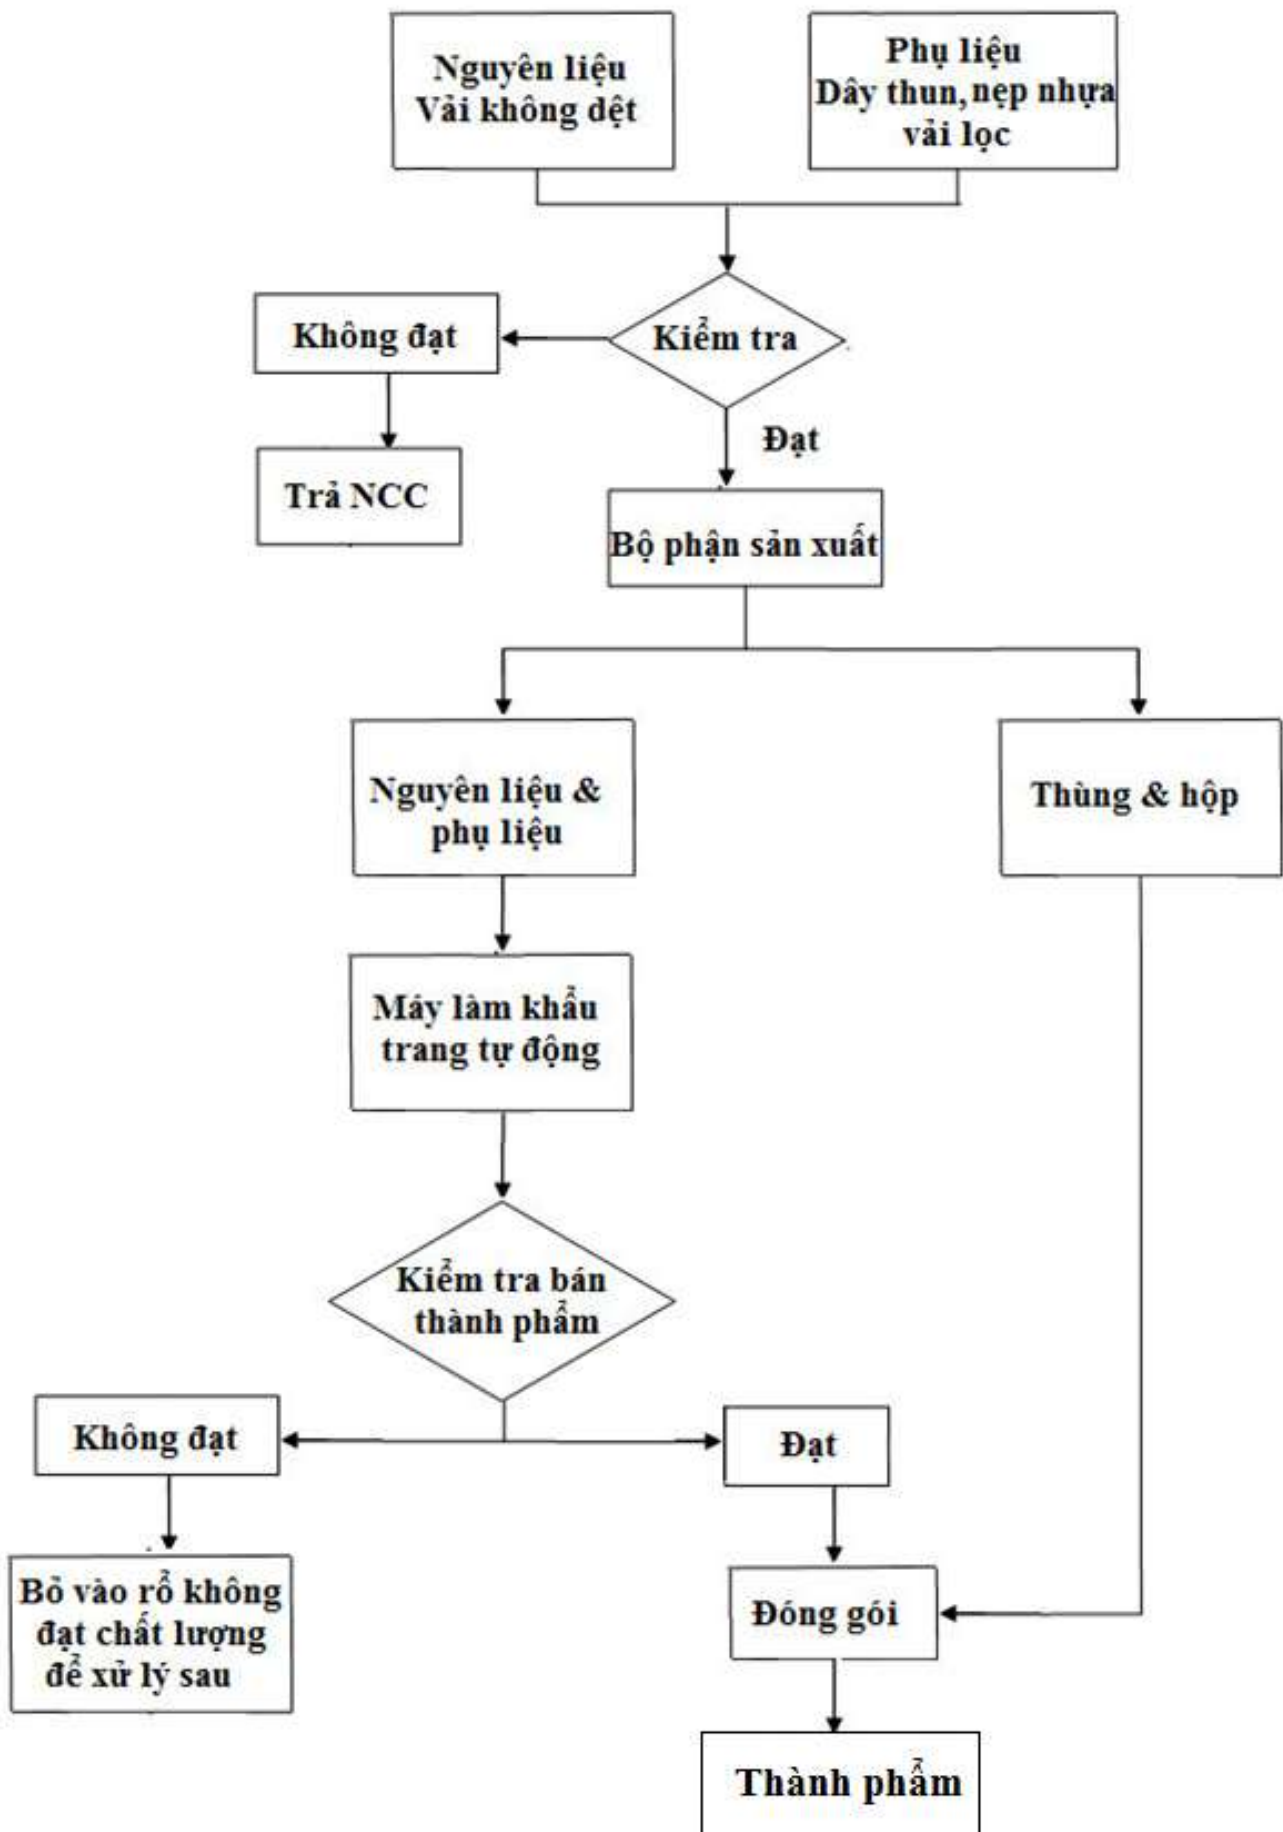 Nguyên liệu
Vải không dệt
Phụ liệu
Dây thun, nẹp nhựa
vải lọc
Không đạt
Kiểm tra
Đạt
Trả NCC
Bộ phận sản xuất
Nguyên liệu &
phụ liệu
Thùng & hộp
Máy làm khẩu
trang tự động
Kiểm tra bán
thành phẩm
Không đạt
Đạt
Bỏ vào rổ không
đạt chất lượng
để xử lý sau
Đóng gói
Thành phẩm